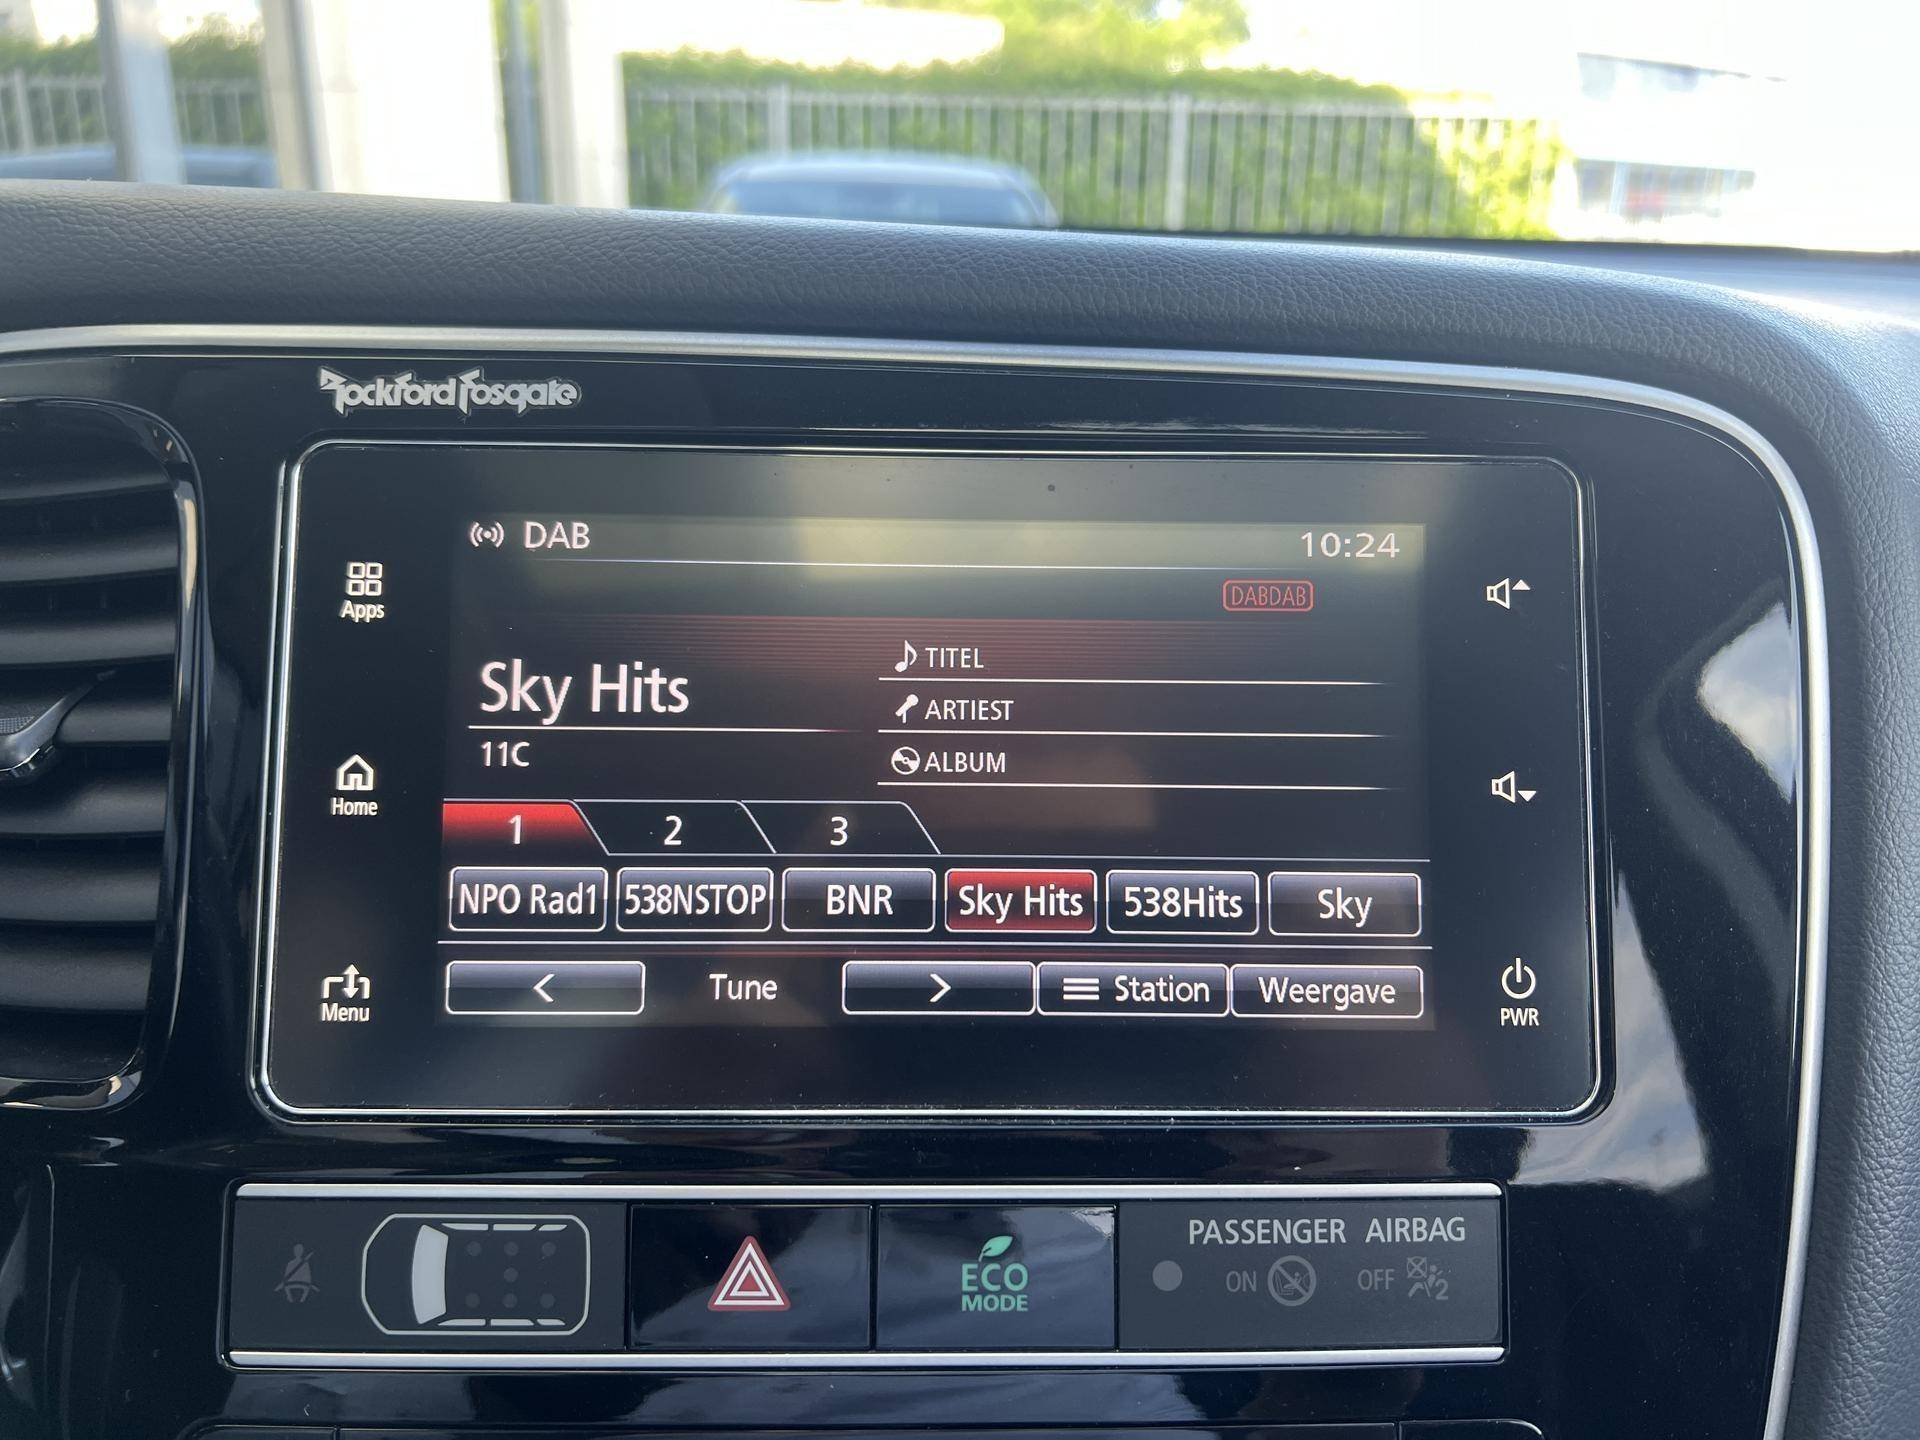 Rockford Fosgate
DAB
10:24
DABDAB
Apps
Sky Hits
TITEL
ARTIEST
11C
ALBUM
Home
1 2 3
NPO Rad1 538NSTOP BNR Sky Hits 538Hits Sky
< Tune > Station Weergave
Menu
PWR
PASSENGER AIRBAG
ECO
MODE
ON OFF 2